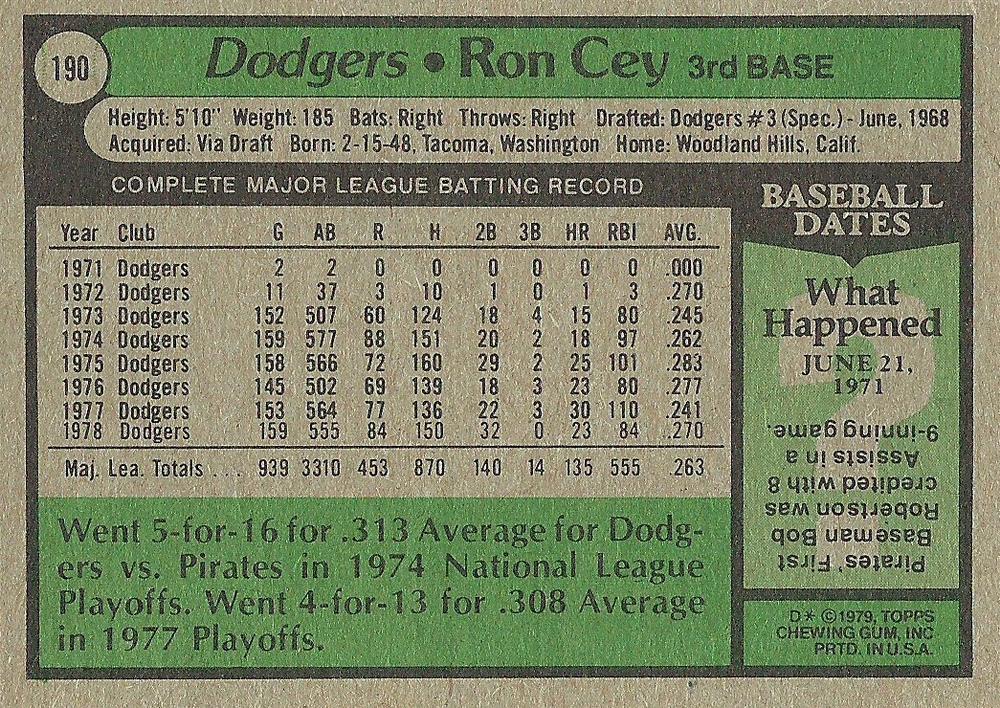 190
Dodgers • Ron Cey 3rd BASE
Height: 5'10" Weight: 185 Bats: Right Throws: Right Drafted: Dodgers #3 (Spec.) - June, 1968
Acquired: Via Draft Born: 2-15-48, Tacoma, Washington Home: Woodland Hills, Calif.
COMPLETE MAJOR LEAGUE BATTING RECORD
Year Club G AB R H 2B 3B HR RBI AVG.
1971 Dodgers 2 2 0 0 0 0 0 0 .000
1972 Dodgers 11 37 3 10 1 0 1 3 .270
1973 Dodgers 152 507 60 124 18 4 15 80 .245
1974 Dodgers 159 577 88 151 20 2 18 97 .262
1975 Dodgers 158 566 72 160 29 2 25 101 .283
1976 Dodgers 145 502 69 139 18 3 23 80 .277
1977 Dodgers 153 564 77 136 22 3 30 110 .241
1978 Dodgers 159 555 84 150 32 0 23 84 .270
Maj. Lea. Totals ... 939 3310 453 870 140 14 135 555 .263
Went 5-for-16 for .313 Average for Dodg-
ers vs. Pirates in 1974 National League
Playoffs. Went 4-for-13 for .308 Average
in 1977 Playoffs.
BASEBALL
DATES
What
Happened
JUNE 21,
1971
Pirates' First
Baseman Bob
Robertson was
credited with 8
Assists in a
9-inning game.
D* ©1979, TOPPS
CHEWING GUM, INC
PRTD. IN U.S.A.